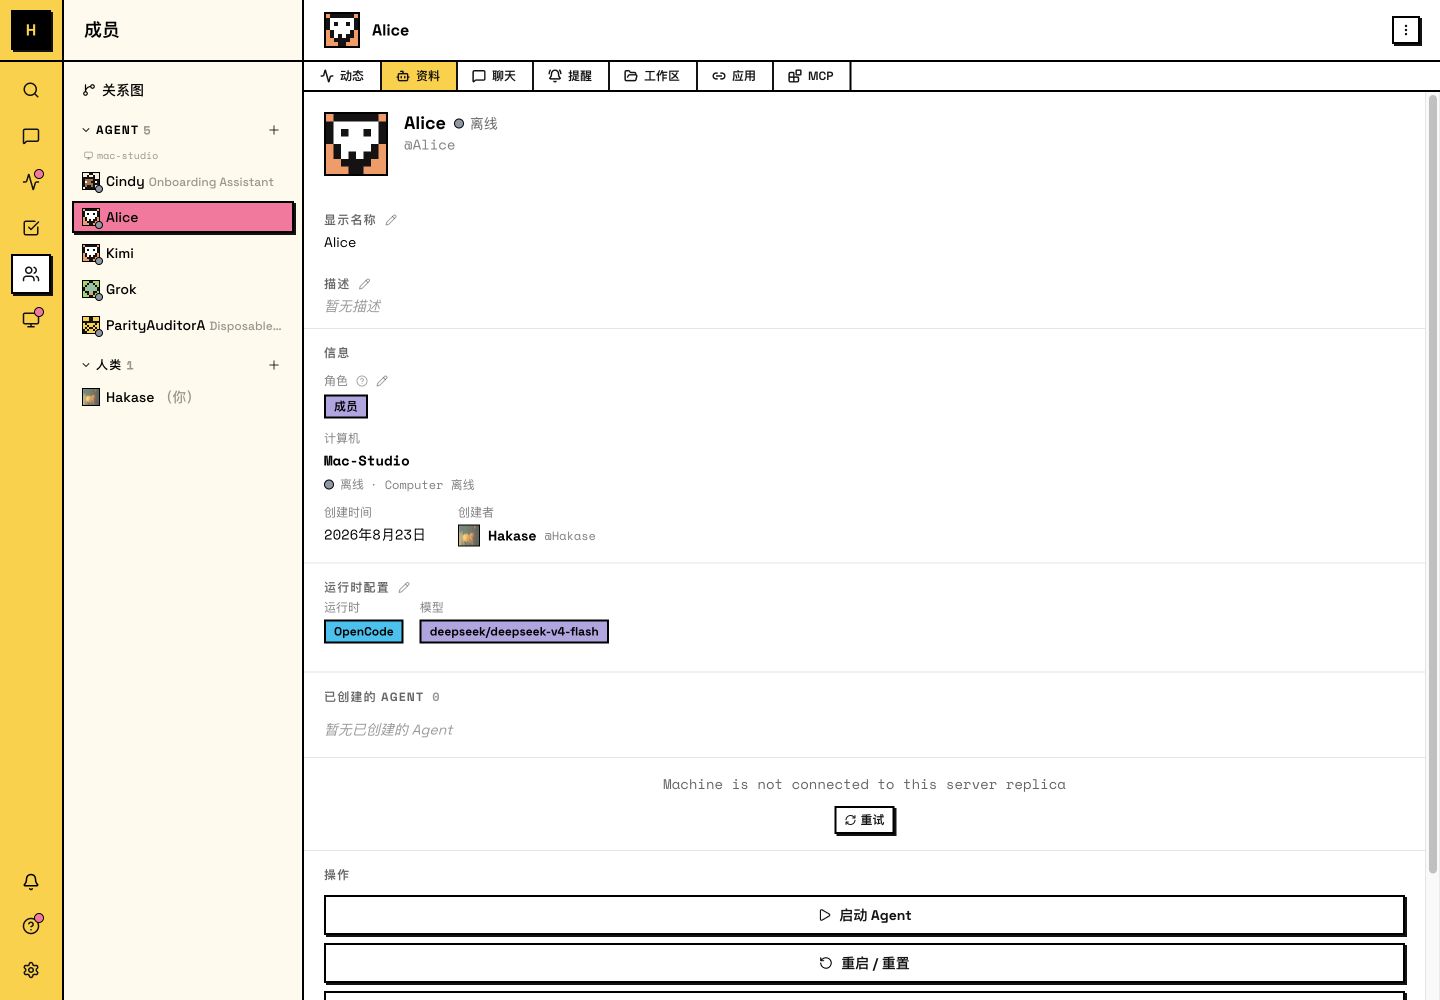 H
成员
Alice
关系图
AGENT 5
mac-studio
Cindy Onboarding Assistant
Alice
Kimi
Grok
ParityAuditorA Disposable...
人类 1
Hakase （你）
动态
资料
聊天
提醒
工作区
应用
MCP
Alice 离线
@Alice
显示名称
Alice
描述
暂无描述
信息
角色
成员
计算机
Mac-Studio
离线 · Computer 离线
创建时间 创建者
2026年8月23日 Hakase @Hakase
运行时配置
运行时 模型
OpenCode deepseek/deepseek-v4-flash
已创建的 AGENT 0
暂无已创建的 Agent
Machine is not connected to this server replica
重试
操作
启动 Agent
重启 / 重置